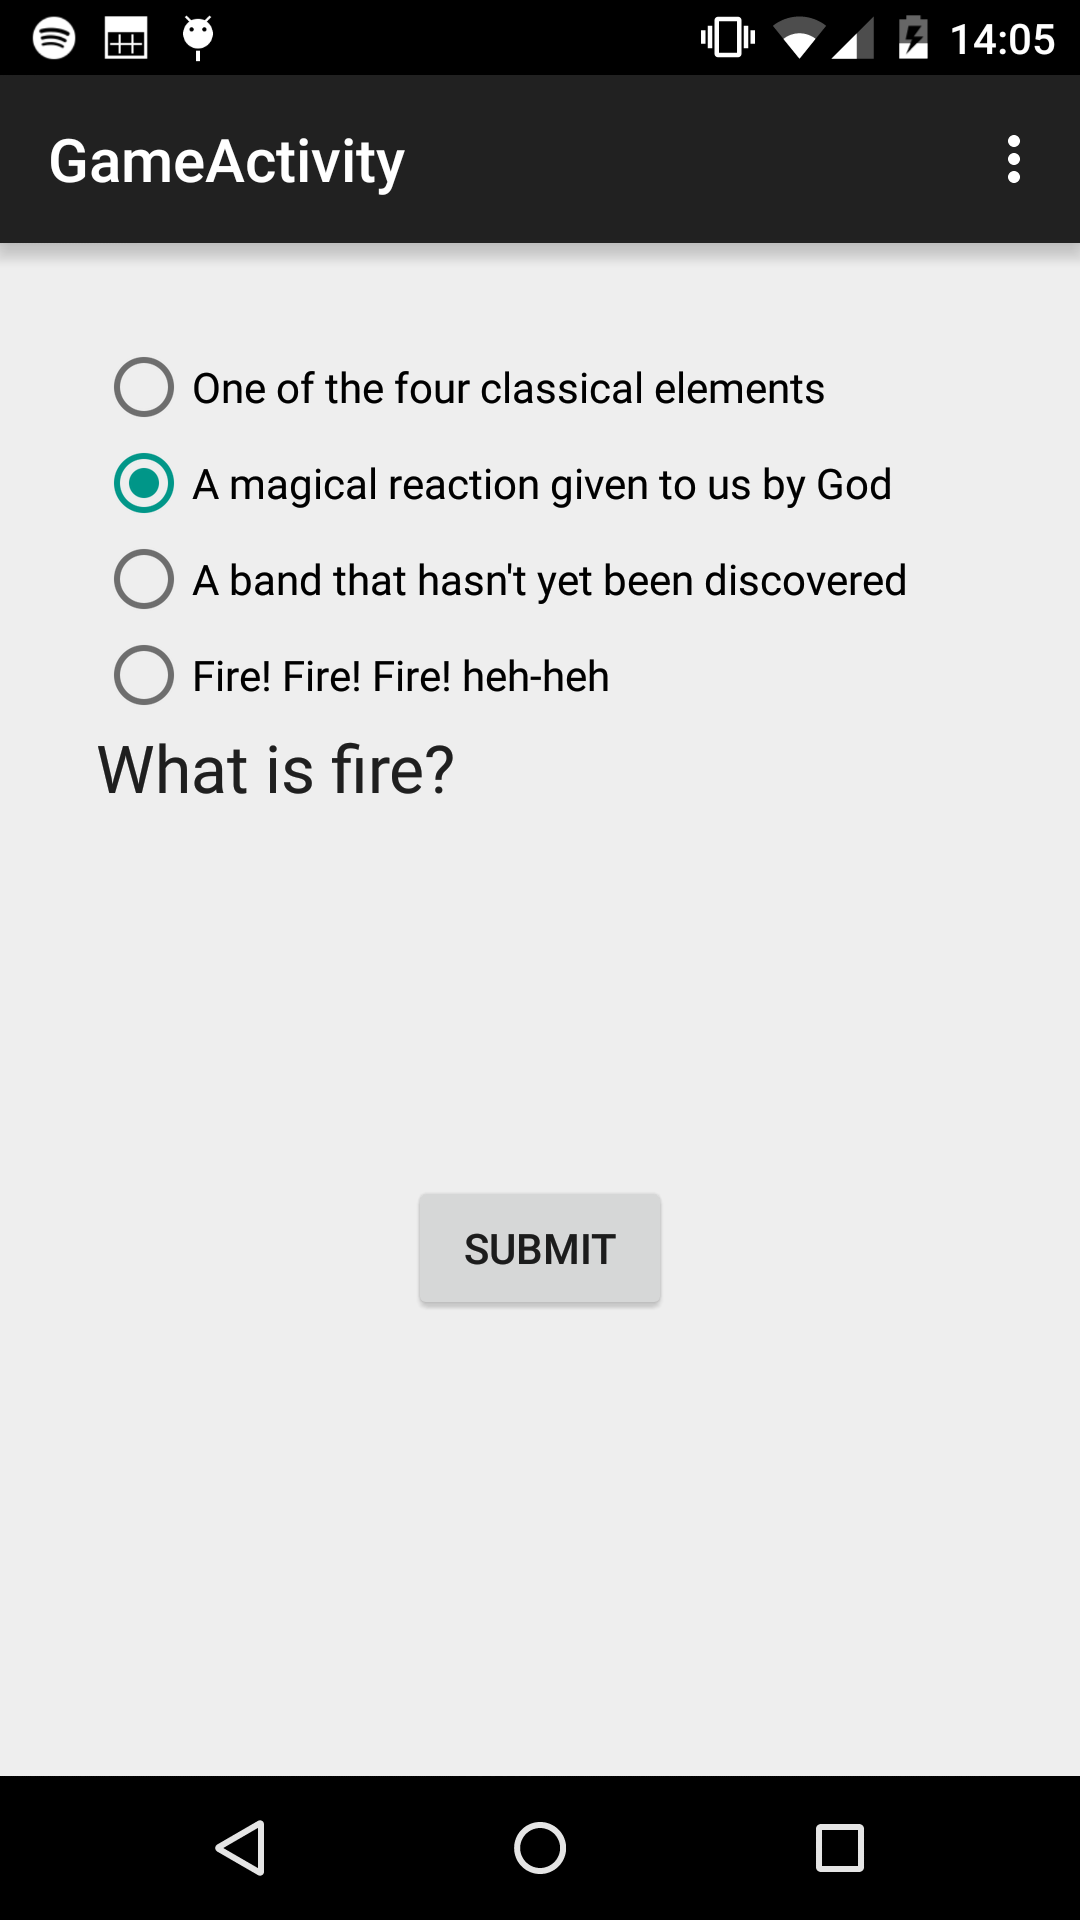 14:05
GameActivity
One of the four classical elements
A magical reaction given to us by God
A band that hasn't yet been discovered
Fire! Fire! Fire! heh-heh
What is fire?
SUBMIT